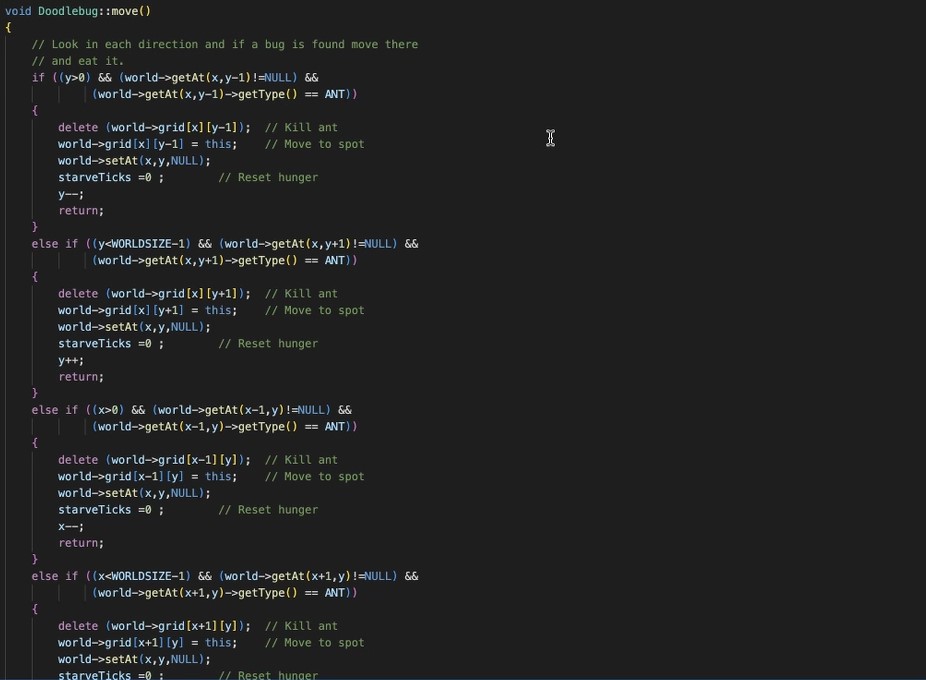 void Doodlebug::move()
{
    // Look in each direction and if a bug is found move there
    // and eat it.
    if ((y>0) && (world->getAt(x,y-1)!=NULL) &&
             (world->getAt(x,y-1)->getType() == ANT))
    {
        delete (world->grid[x][y-1]);  // Kill ant
        world->grid[x][y-1] = this;    // Move to spot
        world->setAt(x,y,NULL);
        starveTicks =0 ;        // Reset hunger
        y--;
        return;
    }
    else if ((y<WORLDSIZE-1) && (world->getAt(x,y+1)!=NULL) &&
             (world->getAt(x,y+1)->getType() == ANT))
    {
        delete (world->grid[x][y+1]);  // Kill ant
        world->grid[x][y+1] = this;    // Move to spot
        world->setAt(x,y,NULL);
        starveTicks =0 ;        // Reset hunger
        y++;
        return;
    }
    else if ((x>0) && (world->getAt(x-1,y)!=NULL) &&
             (world->getAt(x-1,y)->getType() == ANT))
    {
        delete (world->grid[x-1][y]);  // Kill ant
        world->grid[x-1][y] = this;    // Move to spot
        world->setAt(x,y,NULL);
        starveTicks =0 ;        // Reset hunger
        x--;
        return;
    }
    else if ((x<WORLDSIZE-1) && (world->getAt(x+1,y)!=NULL) &&
             (world->getAt(x+1,y)->getType() == ANT))
    {
        delete (world->grid[x+1][y]);  // Kill ant
        world->grid[x+1][y] = this;    // Move to spot
        world->setAt(x,y,NULL);
        starveTicks =0 ;        // Reset hunger